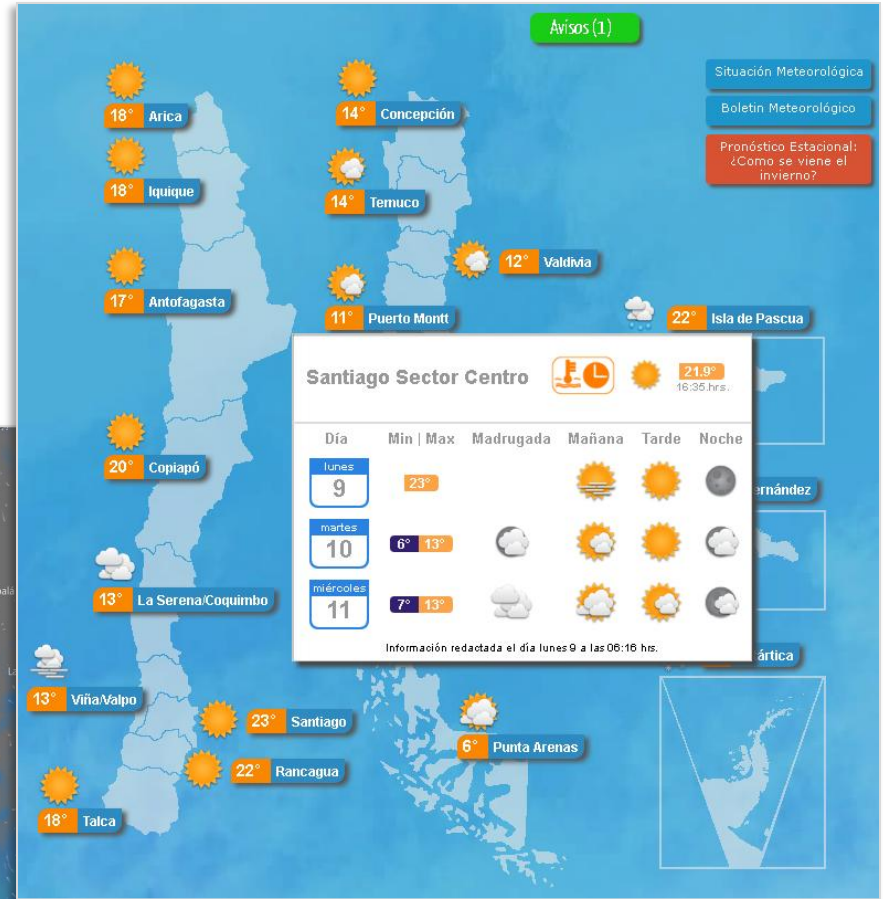 Avisos (1)
Situación Meteorológica
Boletin Meteorológico
Pronóstico Estacional:
¿Como se viene el
invierno?
18° Arica
14° Concepción
18° Iquique
14° Temuco
12° Valdivia
17° Antofagasta
11° Puerto Montt
22° Isla de Pascua
Santiago Sector Centro
21.9°
16:35.hrs.
Día Min | Max Madrugada Mañana Tarde Noche
lunes
9
23°
martes
10
6° 13°
miércoles
11
7° 13°
Información redactada el día lunes 9 a las 06:16 hrs.
20° Copiapó
13° La Serena/Coquimbo
13° Viña/Valpo
23° Santiago
22° Rancagua
18° Talca
6° Punta Arenas